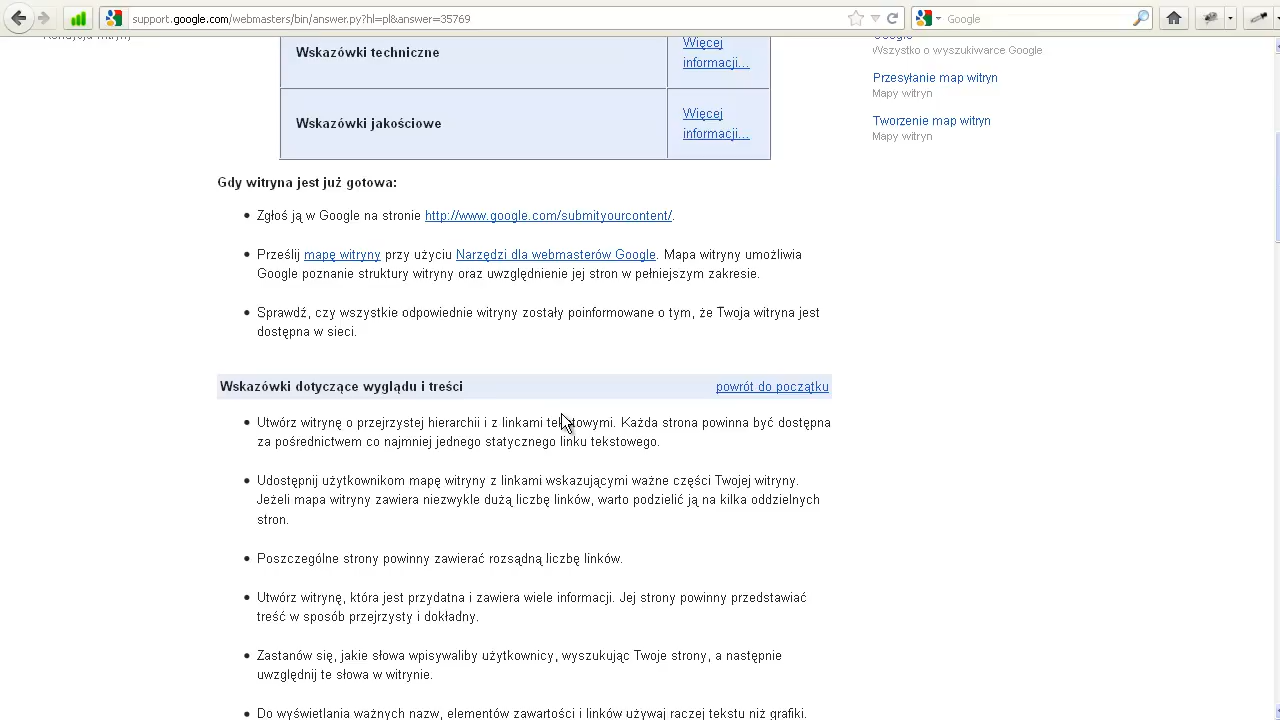 support.google.com/webmasters/bin/answer.py?hl=pl&answer=35769
Google
Kondycja witryny
Wskazówki techniczne
Więcej
informacji...
Wskazówki jakościowe
Więcej
informacji...
Google
Wszystko o wyszukiwarce Google
Przesyłanie map witryn
Mapy witryn
Tworzenie map witryn
Mapy witryn
Gdy witryna jest już gotowa:
Zgłoś ją w Google na stronie http://www.google.com/submityourcontent/.
Prześlij mapę witryny przy użyciu Narzędzi dla webmasterów Google. Mapa witryny umożliwia
Google poznanie struktury witryny oraz uwzględnienie jej stron w pełniejszym zakresie.
Sprawdź, czy wszystkie odpowiednie witryny zostały poinformowane o tym, że Twoja witryna jest
dostępna w sieci.
Wskazówki dotyczące wyglądu i treści
powrót do początku
Utwórz witrynę o przejrzystej hierarchii i z linkami tekstowymi. Każda strona powinna być dostępna
za pośrednictwem co najmniej jednego statycznego linku tekstowego.
Udostępnij użytkownikom mapę witryny z linkami wskazującymi ważne części Twojej witryny.
Jeżeli mapa witryny zawiera niezwykle dużą liczbę linków, warto podzielić ją na kilka oddzielnych
stron.
Poszczególne strony powinny zawierać rozsądną liczbę linków.
Utwórz witrynę, która jest przydatna i zawiera wiele informacji. Jej strony powinny przedstawiać
treść w sposób przejrzysty i dokładny.
Zastanów się, jakie słowa wpisywaliby użytkownicy, wyszukując Twoje strony, a następnie
uwzględnij te słowa w witrynie.
Do wyświetlania ważnych nazw, elementów zawartości i linków używaj raczej tekstu niż grafiki.